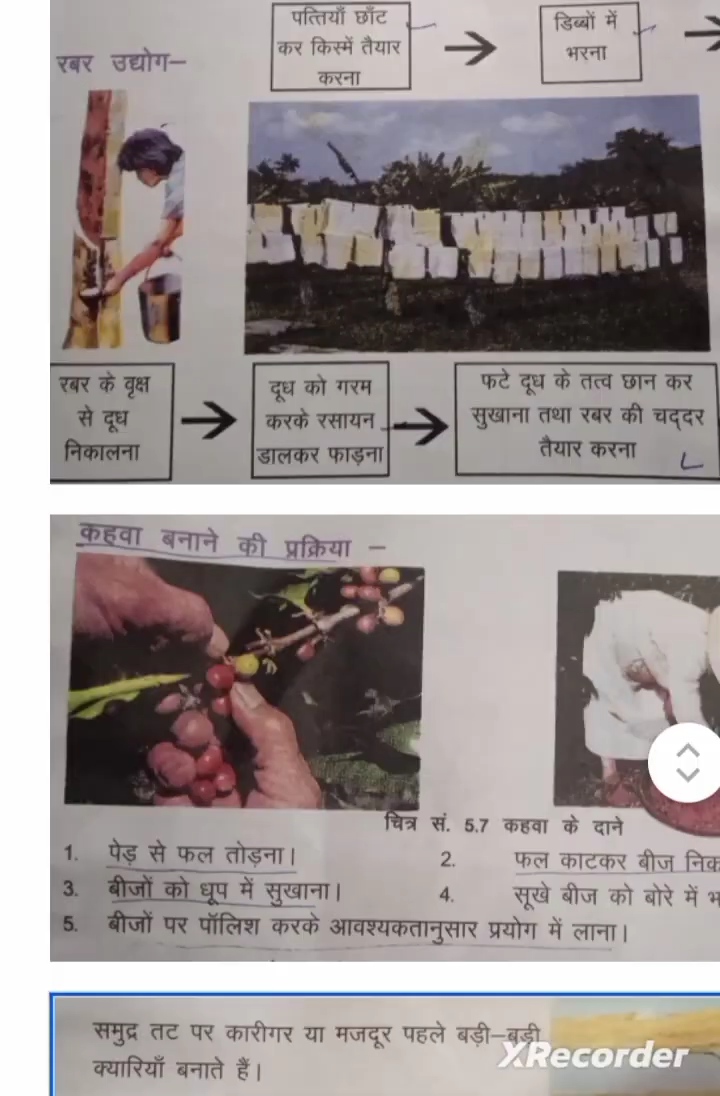 पत्तियाँ छाँट
कर किस्में तैयार
करना
डिब्बों में
भरना
रबर उद्योग–
रबर के वृक्ष
से दूध
निकालना
दूध को गरम
करके रसायन
डालकर फाड़ना
फटे दूध के तत्व छान कर
सुखाना तथा रबर की चद्दर
तैयार करना
कहवा बनाने की प्रक्रिया –
चित्र सं. 5.7 कहवा के दाने
1. पेड़ से फल तोड़ना।
2. फल काटकर बीज
3. बीजों को धूप में सुखाना।
4. सूखे बीज को बोरे में
5. बीजों पर पॉलिश करके आवश्यकतानुसार प्रयोग में लाना।
समुद्र तट पर कारीगर या मजदूर पहले बड़ी–बड़ी
क्यारियाँ बनाते हैं।
XRecorder